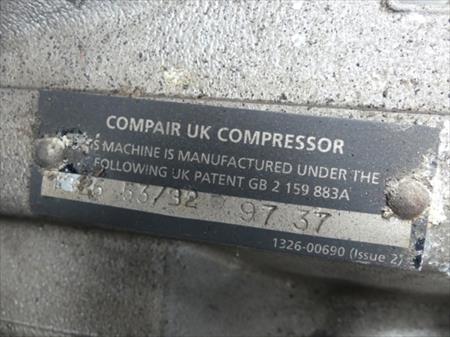 COMPAIR UK COMPRESSOR
S MACHINE IS MANUFACTURED UNDER THE
FOLLOWING UK PATENT GB 2 159 883A
63/92 97 37
1326-00690 (Issue 2)